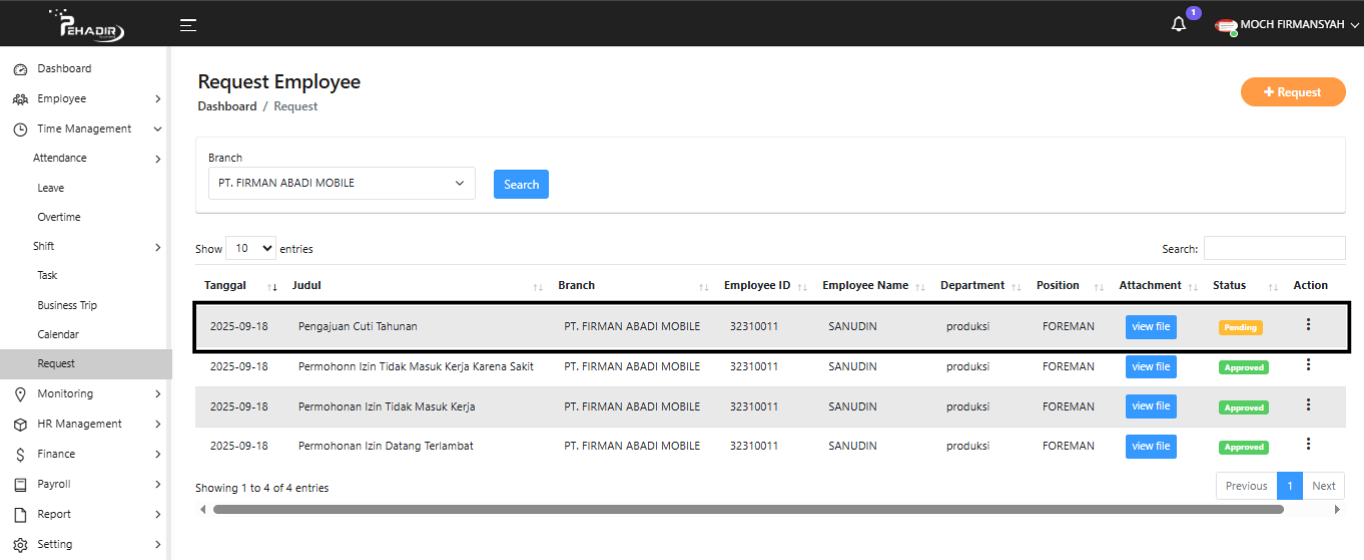 PEHADIR
1
MOCH FIRMANSYAH
Dashboard
Employee
Time Management
Attendance
Leave
Overtime
Shift
Task
Business Trip
Calendar
Request
Monitoring
HR Management
Finance
Payroll
Report
Setting
Request Employee
Dashboard / Request
+ Request
Branch
PT. FIRMAN ABADI MOBILE
Search
Show 10 entries
Search:
Tanggal Judul Branch Employee ID Employee Name Department Position Attachment Status Action
2025-09-18 Pengajuan Cuti Tahunan PT. FIRMAN ABADI MOBILE 32310011 SANUDIN produksi FOREMAN view file Pending
2025-09-18 Permohonn Izin Tidak Masuk Kerja Karena Sakit PT. FIRMAN ABADI MOBILE 32310011 SANUDIN produksi FOREMAN view file Approved
2025-09-18 Permohonan Izin Tidak Masuk Kerja PT. FIRMAN ABADI MOBILE 32310011 SANUDIN produksi FOREMAN view file Approved
2025-09-18 Permohonan Izin Datang Terlambat PT. FIRMAN ABADI MOBILE 32310011 SANUDIN produksi FOREMAN view file Approved
Showing 1 to 4 of 4 entries
Previous 1 Next